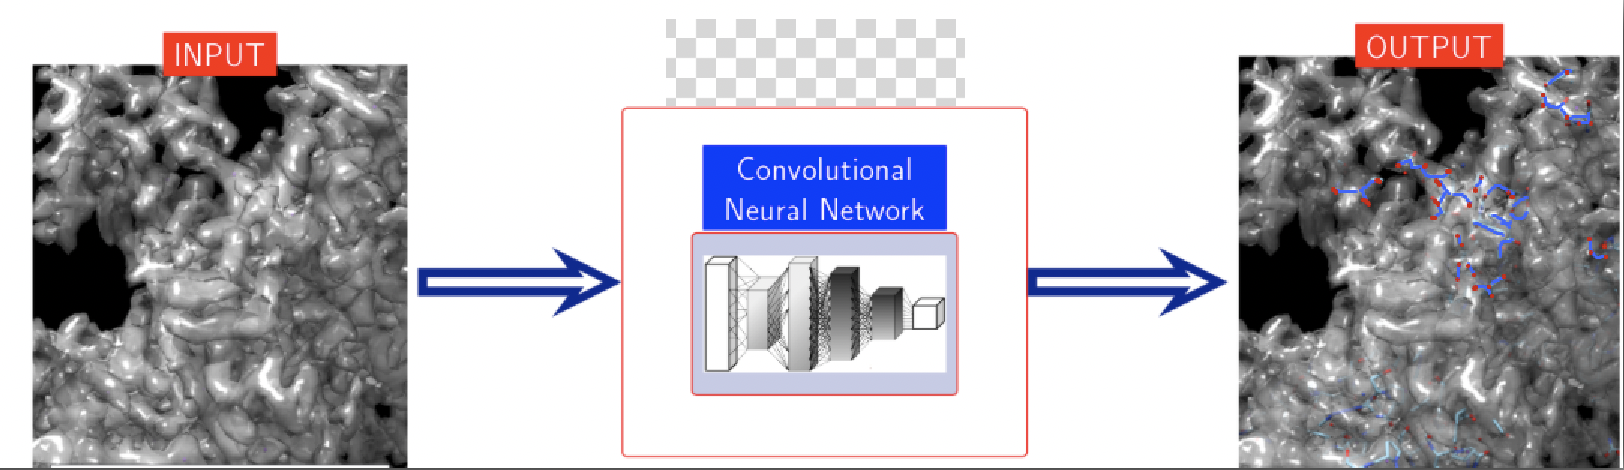 INPUT
Convolutional
Neural Network
OUTPUT